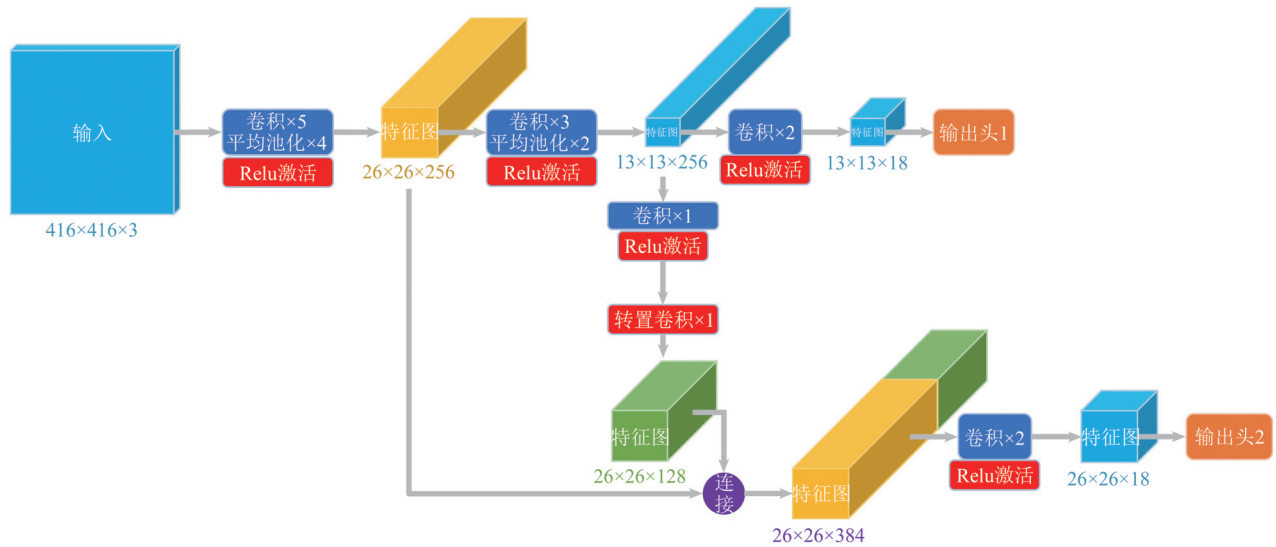 输入
416×416×3
卷积×5
平均池化×4
Relu激活
特征图
26×26×256
卷积×3
平均池化×2
Relu激活
特征图
13×13×256
卷积×2
Relu激活
特征图
13×13×18
输出头1
卷积×1
Relu激活
转置卷积×1
特征图
26×26×128
连
接
特征图
26×26×384
卷积×2
Relu激活
特征图
26×26×18
输出头2